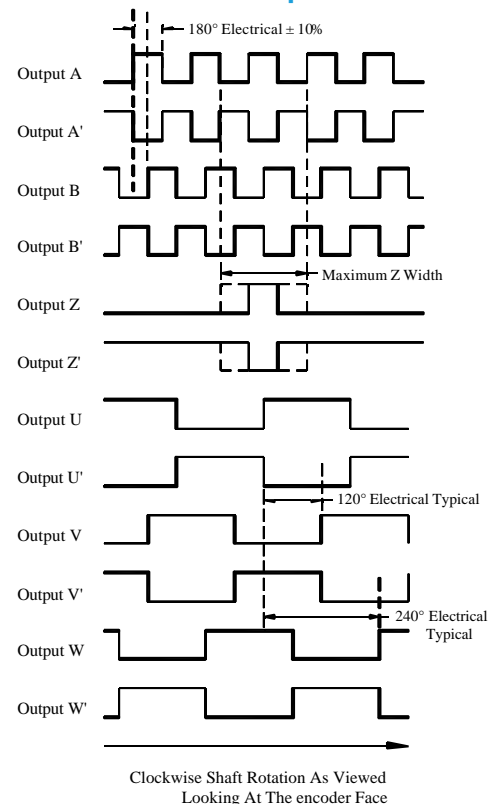 180° Electrical ± 10%
Output A
Output A'
Output B
Output B'
Maximum Z Width
Output Z
Output Z'
Output U
Output U'
120° Electrical Typical
Output V
Output V'
240° Electrical
Typical
Output W
Output W'
Clockwise Shaft Rotation As Viewed
Looking At The encoder Face